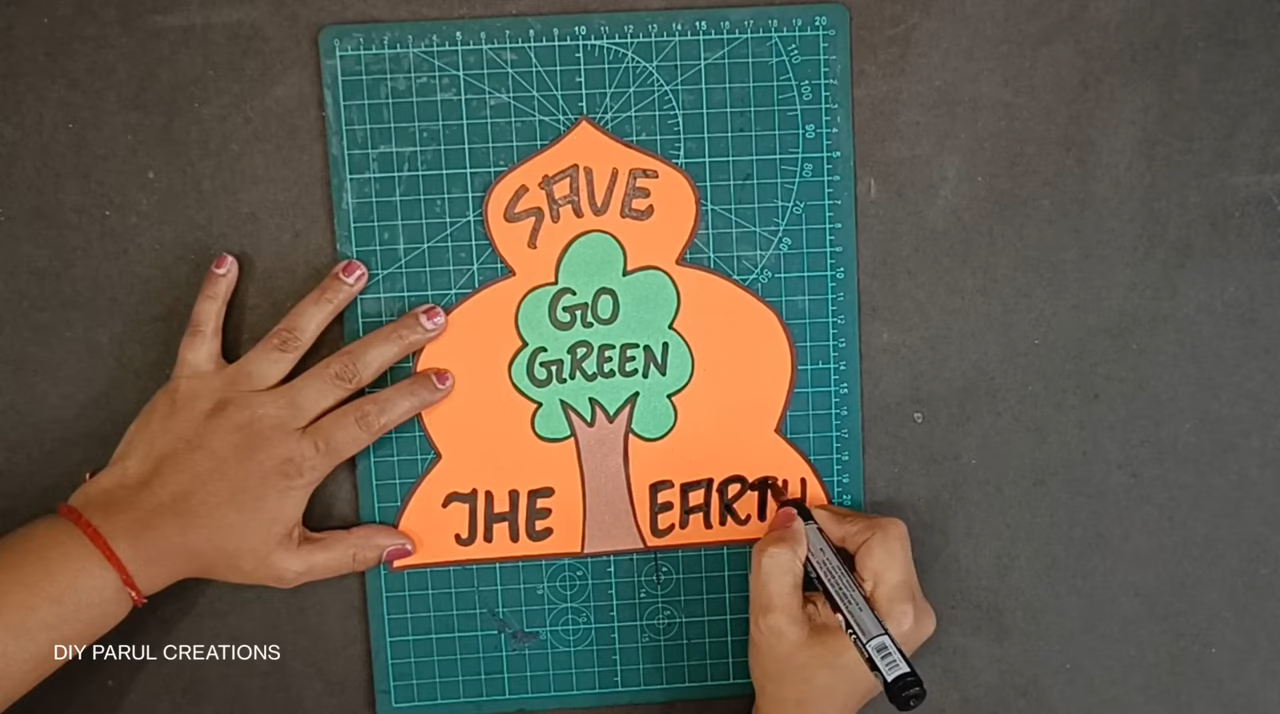 SAVE
GO
GREEN
THE EARTH
DIY PARUL CREATIONS